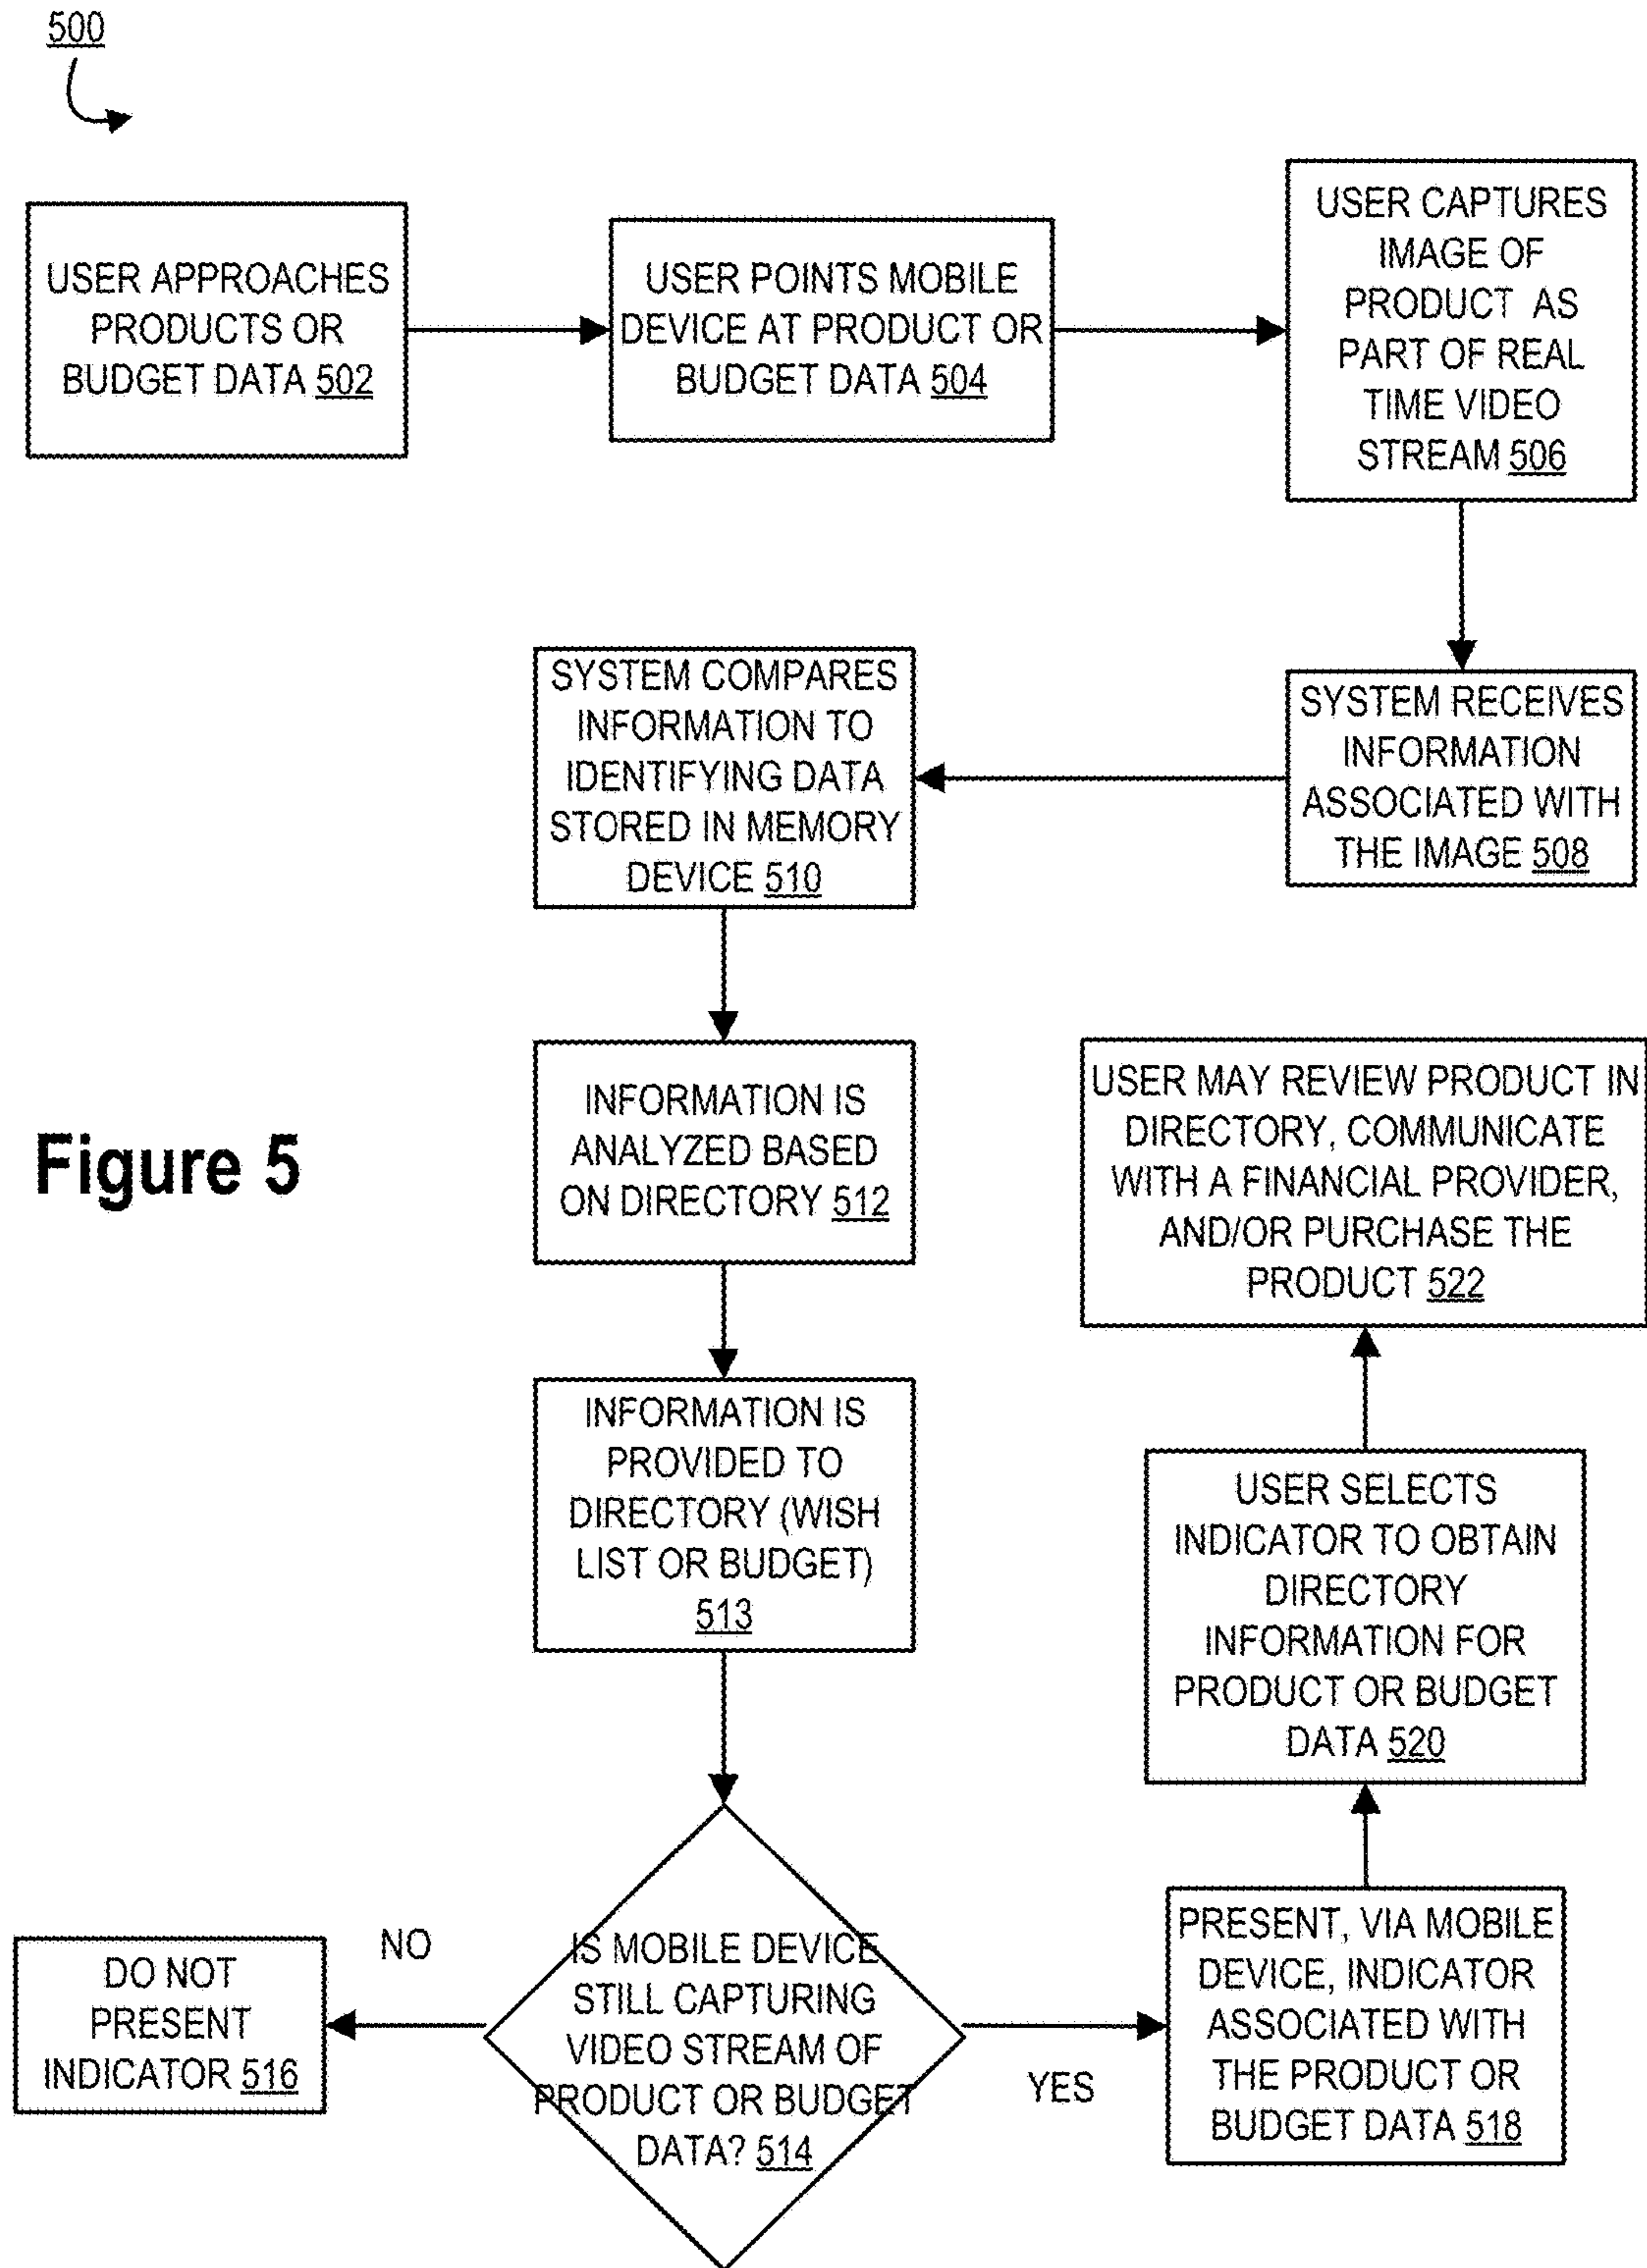 500
USER APPROACHES
PRODUCTS OR
BUDGET DATA 502
USER POINTS MOBILE
DEVICE AT PRODUCT OR
BUDGET DATA 504
USER CAPTURES
IMAGE OF
PRODUCT AS
PART OF REAL
TIME VIDEO
STREAM 506
SYSTEM RECEIVES
INFORMATION
ASSOCIATED WITH
THE IMAGE 508
SYSTEM COMPARES
INFORMATION TO
IDENTIFYING DATA
STORED IN MEMORY
DEVICE 510
INFORMATION IS
ANALYZED BASED
ON DIRECTORY 512
INFORMATION IS
PROVIDED TO
DIRECTORY (WISH
LIST OR BUDGET)
513
IS MOBILE DEVICE
STILL CAPTURING
VIDEO STREAM OF
PRODUCT OR BUDGET
DATA? 514
NO
DO NOT
PRESENT
INDICATOR 516
YES
PRESENT, VIA MOBILE
DEVICE, INDICATOR
ASSOCIATED WITH
THE PRODUCT OR
BUDGET DATA 518
USER SELECTS
INDICATOR TO OBTAIN
DIRECTORY
INFORMATION FOR
PRODUCT OR BUDGET
DATA 520
USER MAY REVIEW PRODUCT IN
DIRECTORY, COMMUNICATE
WITH A FINANCIAL PROVIDER,
AND/OR PURCHASE THE
PRODUCT 522
Figure 5